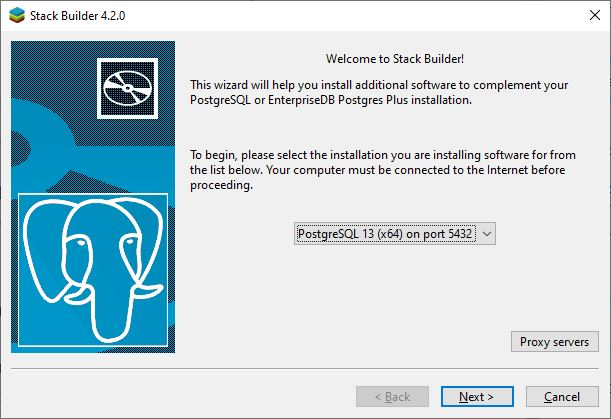 Stack Builder 4.2.0
Welcome to Stack Builder!
This wizard will help you install additional software to complement your
PostgreSQL or EnterpriseDB Postgres Plus installation.
To begin, please select the installation you are installing software for from
the list below. Your computer must be connected to the Internet before
proceeding.
PostgreSQL 13 (x64) on port 5432
Proxy servers
< Back
Next >
Cancel